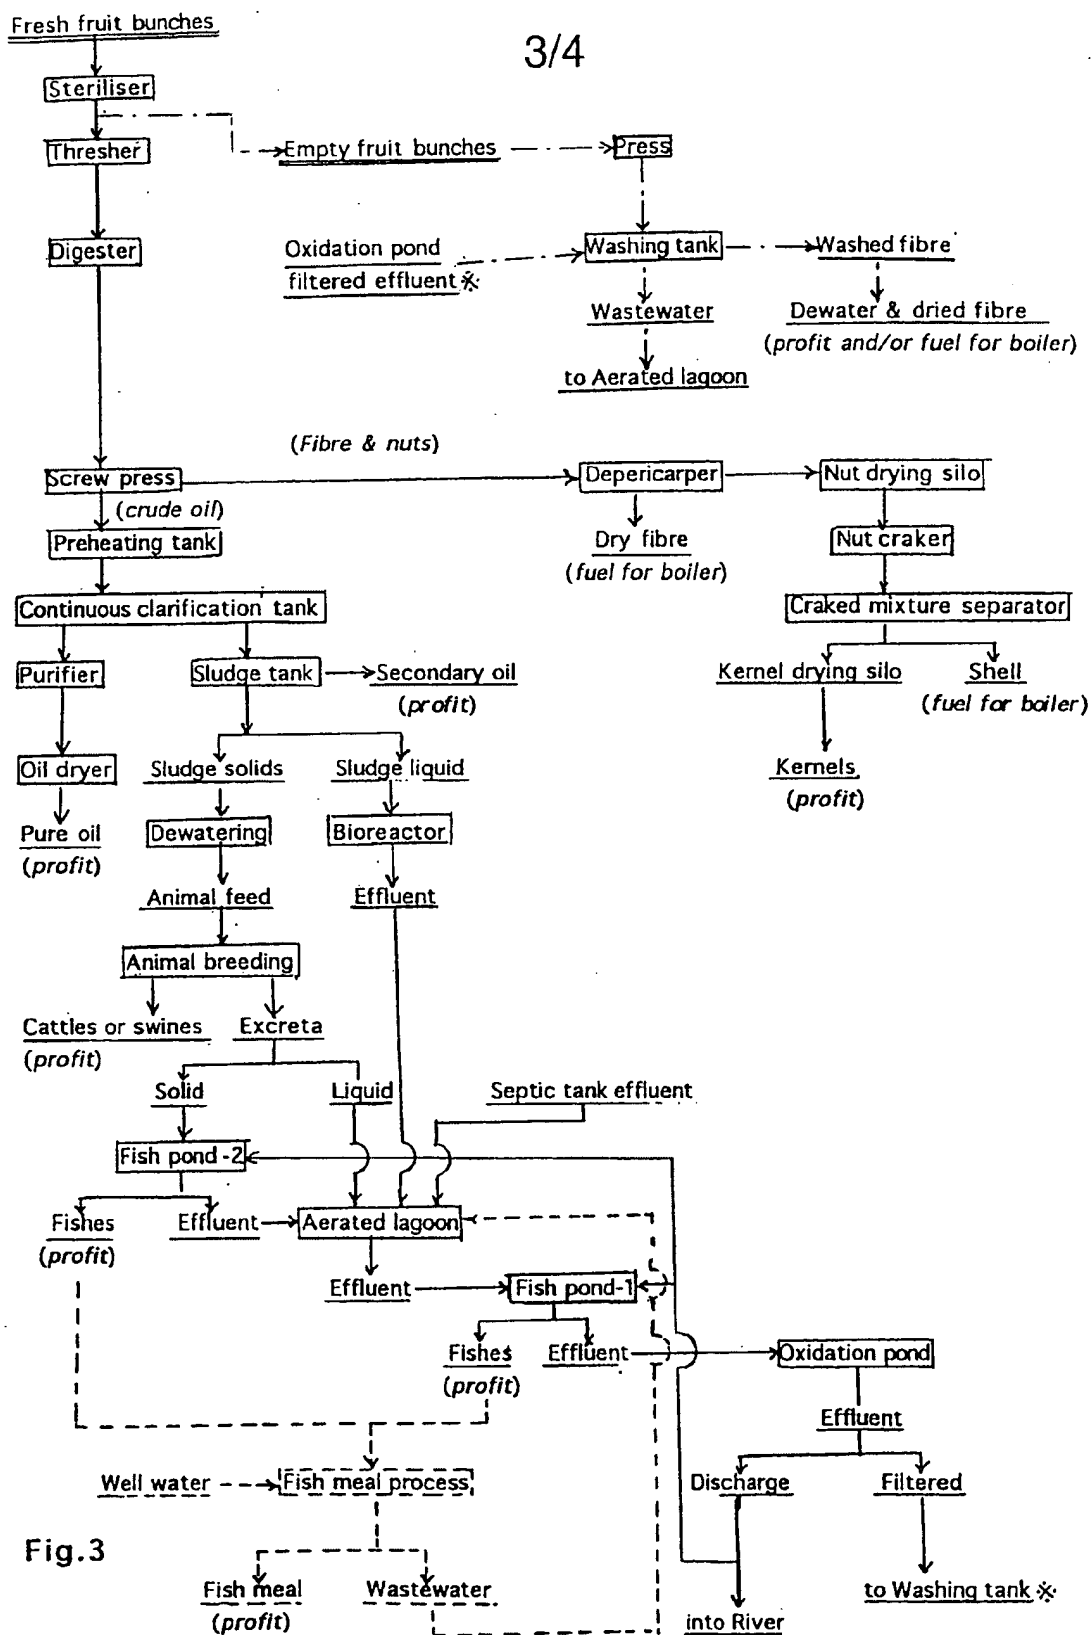 Fresh fruit bunches
3/4
Steriliser
Thresher
Empty fruit bunches
Press
Digester
Oxidation pond
filtered effluent※
Washing tank
Washed fibre
Wastewater
Dewater & dried fibre
(profit and/or fuel for boiler)
to Aerated lagoon
(Fibre & nuts)
Screw press
Depericarper
Nut drying silo
(crude oil)
Preheating tank
Dry fibre
(fuel for boiler)
Nut craker
Continuous clarification tank
Craked mixture separator
Purifier
Sludge tank
Secondary oil
(profit)
Kernel drying silo
Shell
(fuel for boiler)
Oil dryer
Sludge solids
Sludge liquid
Kernels
(profit)
Pure oil
(profit)
Dewatering
Bioreactor
Animal feed
Effluent
Animal breeding
Cattles or swines
(profit)
Excreta
Solid
Liquid
Septic tank effluent
Fish pond -2
Fishes
(profit)
Effluent
Aerated lagoon
Effluent
Fish pond-1
Fishes
(profit)
Effluent
Oxidation pond
Effluent
Well water
Fish meal process
Discharge
Filtered
Fig.3
Fish meal
(profit)
Wastewater
to Washing tank ※
into River